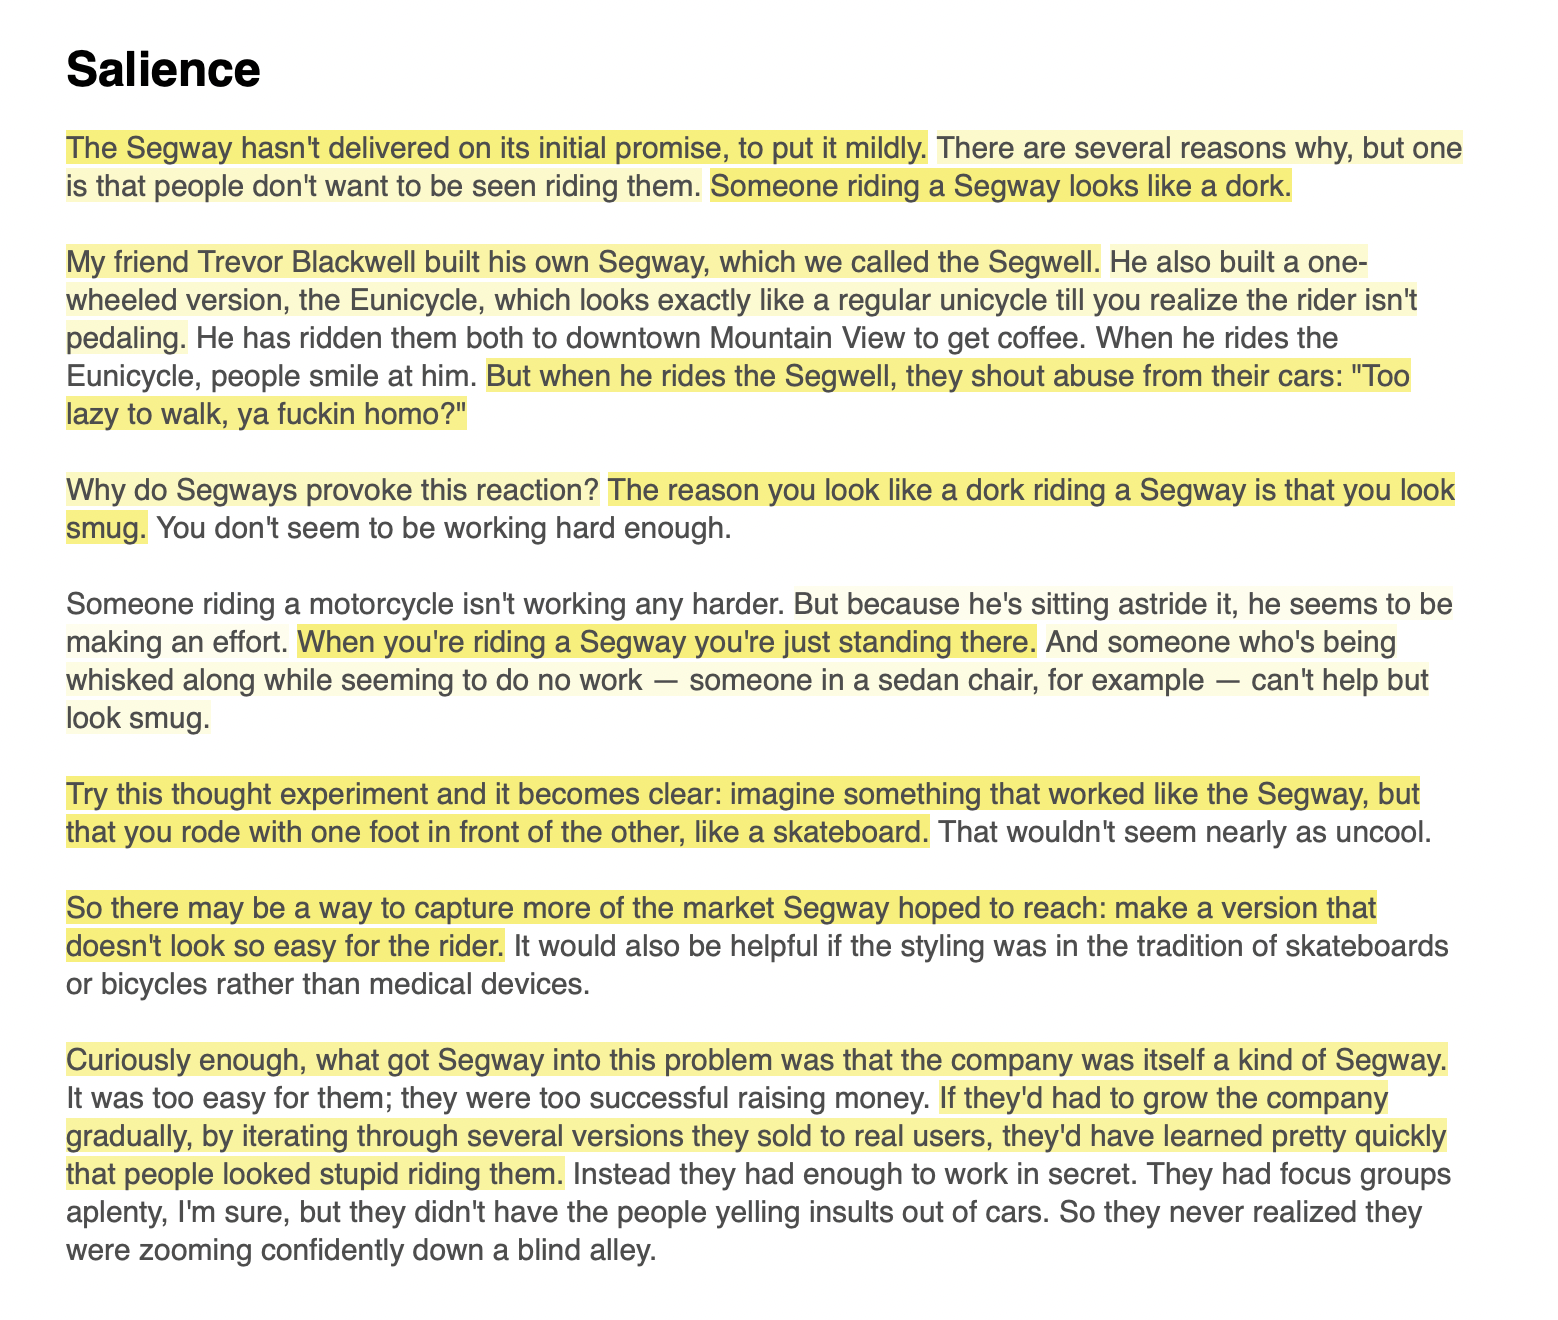 Salience
The Segway hasn't delivered on its initial promise, to put it mildly. There are several reasons why, but one
is that people don't want to be seen riding them. Someone riding a Segway looks like a dork.
My friend Trevor Blackwell built his own Segway, which we called the Segwell. He also built a one-
wheeled version, the Eunicycle, which looks exactly like a regular unicycle till you realize the rider isn't
pedaling. He has ridden them both to downtown Mountain View to get coffee. When he rides the
Eunicycle, people smile at him. But when he rides the Segwell, they shout abuse from their cars: "Too
lazy to walk, ya fuckin homo?"
Why do Segways provoke this reaction? The reason you look like a dork riding a Segway is that you look
smug. You don't seem to be working hard enough.
Someone riding a motorcycle isn't working any harder. But because he's sitting astride it, he seems to be
making an effort. When you're riding a Segway you're just standing there. And someone who's being
whisked along while seeming to do no work — someone in a sedan chair, for example — can't help but
look smug.
Try this thought experiment and it becomes clear: imagine something that worked like the Segway, but
that you rode with one foot in front of the other, like a skateboard. That wouldn't seem nearly as uncool.
So there may be a way to capture more of the market Segway hoped to reach: make a version that
doesn't look so easy for the rider. It would also be helpful if the styling was in the tradition of skateboards
or bicycles rather than medical devices.
Curiously enough, what got Segway into this problem was that the company was itself a kind of Segway.
It was too easy for them; they were too successful raising money. If they'd had to grow the company
gradually, by iterating through several versions they sold to real users, they'd have learned pretty quickly
that people looked stupid riding them. Instead they had enough to work in secret. They had focus groups
aplenty, I'm sure, but they didn't have the people yelling insults out of cars. So they never realized they
were zooming confidently down a blind alley.